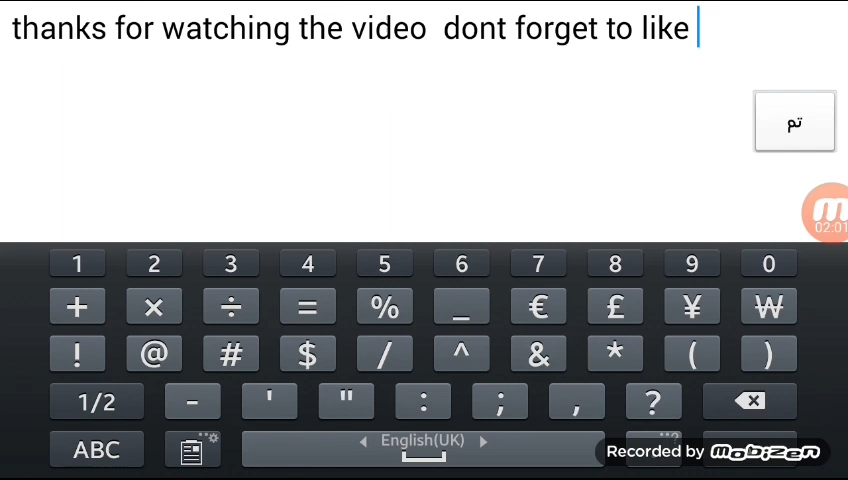 thanks for watching the video  dont forget to like
تم
02:01
1 2 3 4 5 6 7 8 9 0
+ × ÷ = % _ € £ ¥ ₩
! @ # $ / ^ & * ( )
1/2 - ' " : ; , ?
ABC English(UK) Recorded by Mobizen